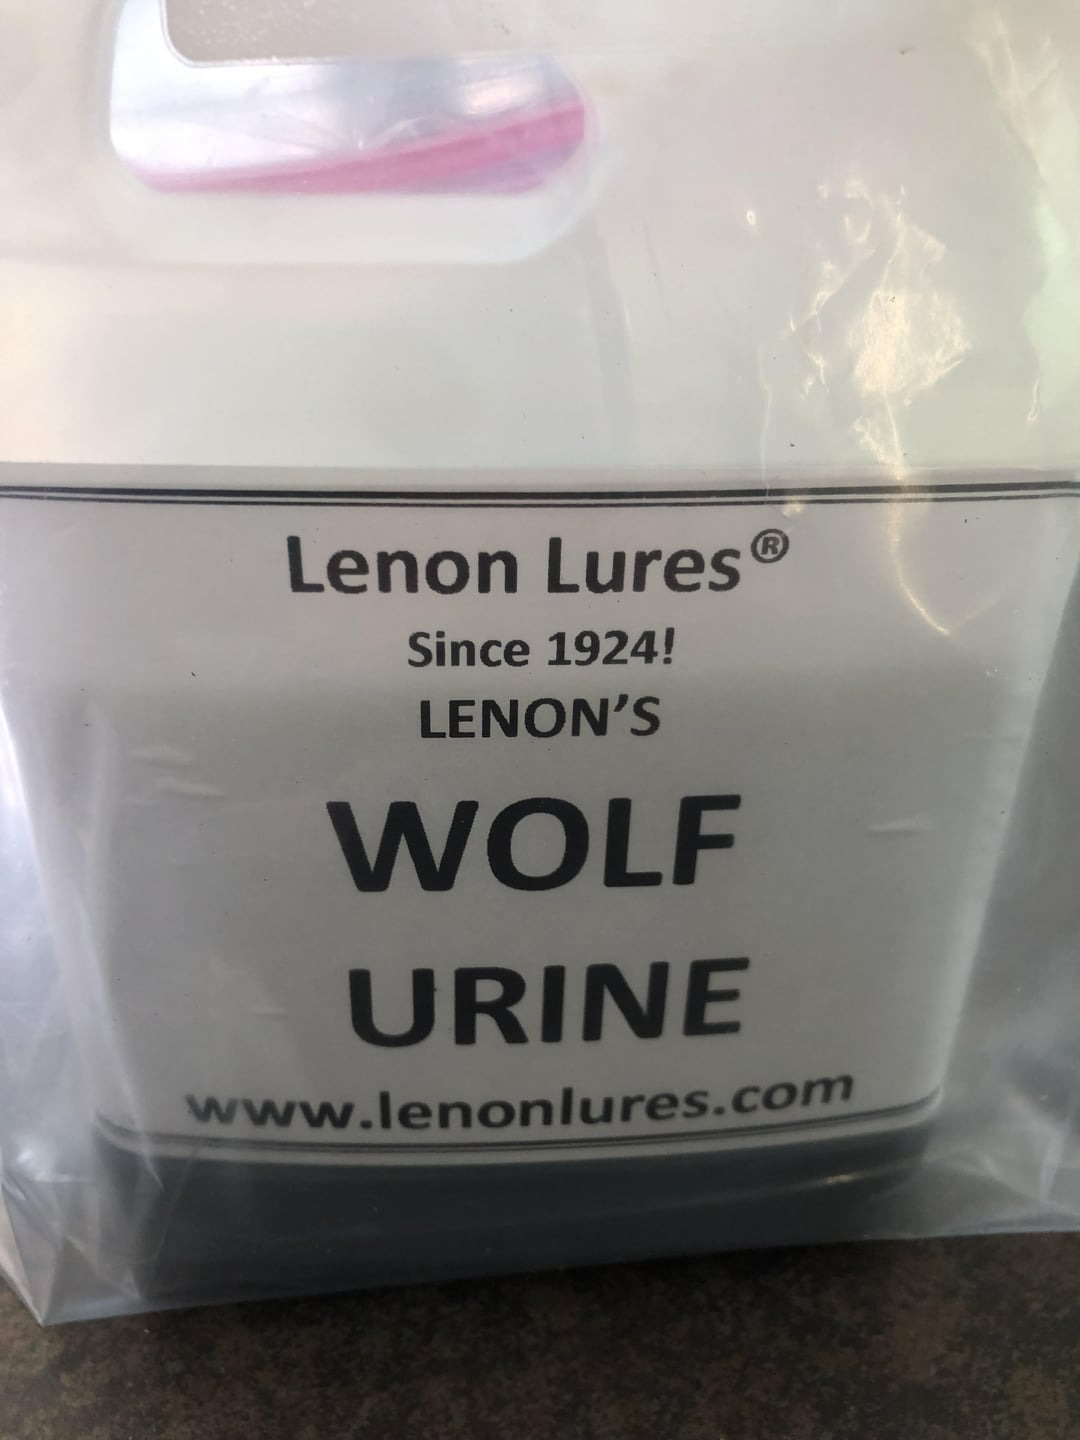 Lenon Lures®
Since 1924!
LENON’S
WOLF
URINE
www.lenonlures.com